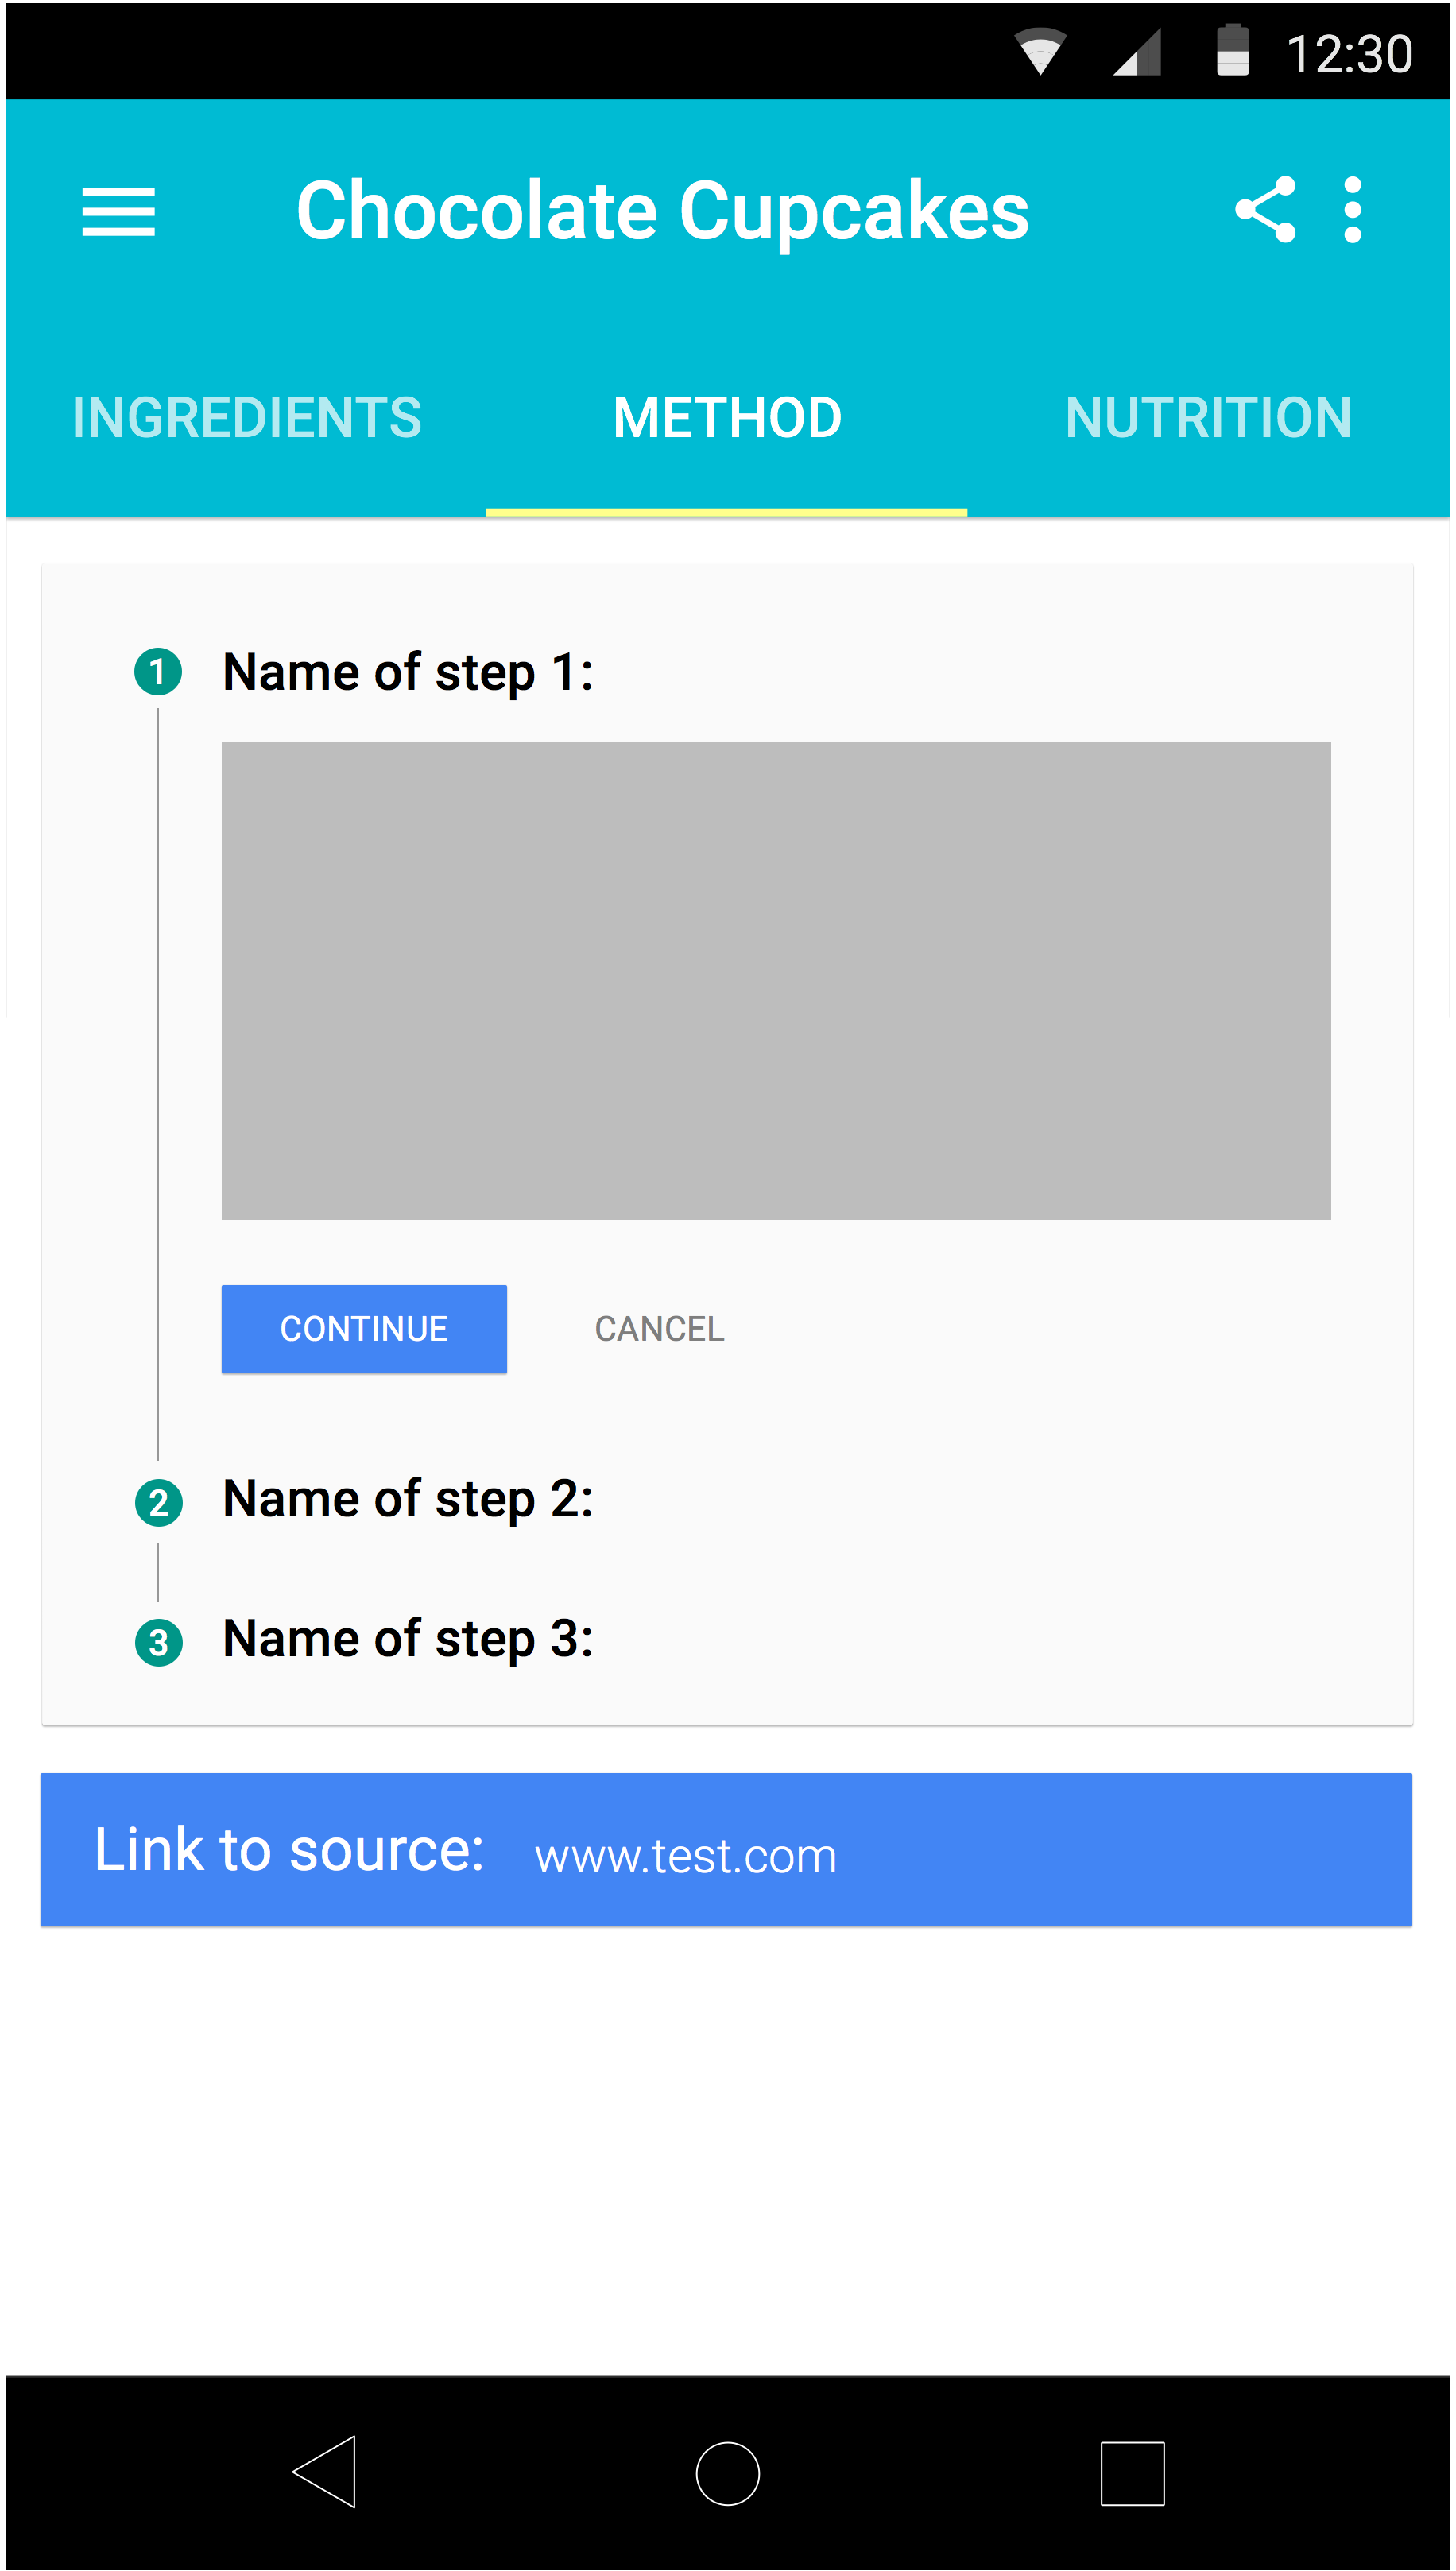 12:30
Chocolate Cupcakes
INGREDIENTS METHOD NUTRITION
1 Name of step 1:
CONTINUE CANCEL
2 Name of step 2:
3 Name of step 3:
Link to source: www.test.com